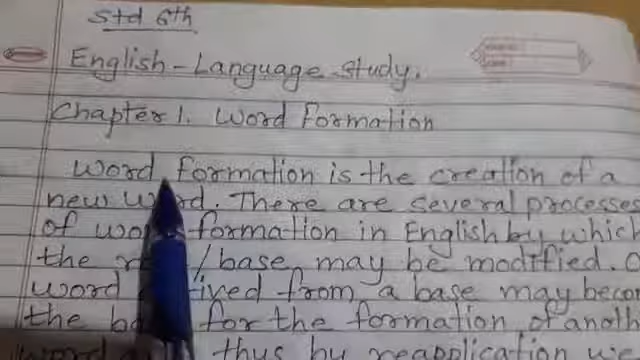 Std 6th
English - Language Study.
Chapter 1. Word Formation
Word formation is the creation of a
new word. There are several processes
of word formation in English by which
the / base may be modified.
word from a base may
the for the formation of
thus by reapplication